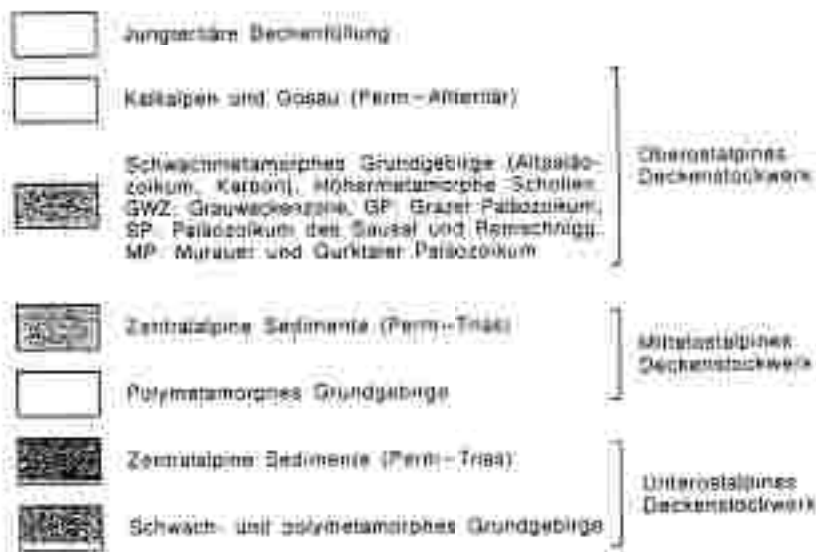 Jungtertiäre Beckenfüllung
Kalkalpen und Gosau (Perm–Alttertiär)
Schwachmetamorphes Grundgebirge (Altpaläo-
zoikum, Karbon), Höhermetamorphe Schollen.
GWZ: Grauwackenzone, GP: Grazer Paläozoikum,
SP: Paläozoikum des Sausal und Remschnigg,
MP: Murauer und Gurktaler Paläozoikum
Oberostalpines
Deckenstockwerk
Zentralalpine Sedimente (Perm–Trias)
Polymetamorphes Grundgebirge
Mittelostalpines
Deckenstockwerk
Zentralalpine Sedimente (Perm–Trias)
Schwach- und polymetamorphes Grundgebirge
Unterostalpines
Deckenstockwerk